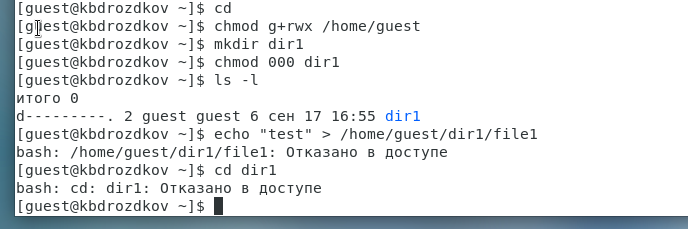 [guest@kbdrozdkov ~]$ cd
[guest@kbdrozdkov ~]$ chmod g+rwx /home/guest
[guest@kbdrozdkov ~]$ mkdir dir1
[guest@kbdrozdkov ~]$ chmod 000 dir1
[guest@kbdrozdkov ~]$ ls -l
итого 0
d---------. 2 guest guest 6 сен 17 16:55 dir1
[guest@kbdrozdkov ~]$ echo "test" > /home/guest/dir1/file1
bash: /home/guest/dir1/file1: Отказано в доступе
[guest@kbdrozdkov ~]$ cd dir1
bash: cd: dir1: Отказано в доступе
[guest@kbdrozdkov ~]$